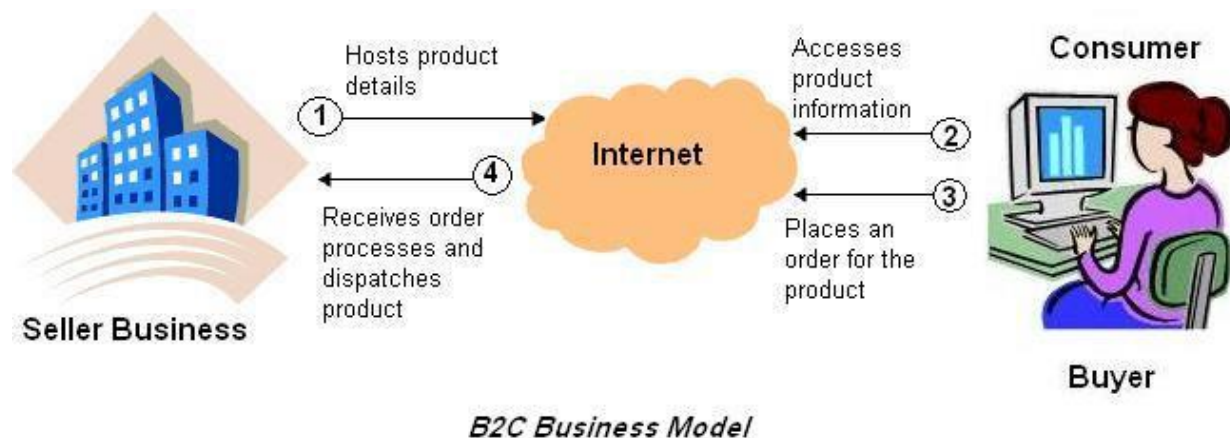 Hosts product
details
1
Accesses
product
information
2
Consumer
Internet
4
Receives order
processes and
dispatches
product
3
Places an
order for the
product
Seller Business
Buyer
B2C Business Model